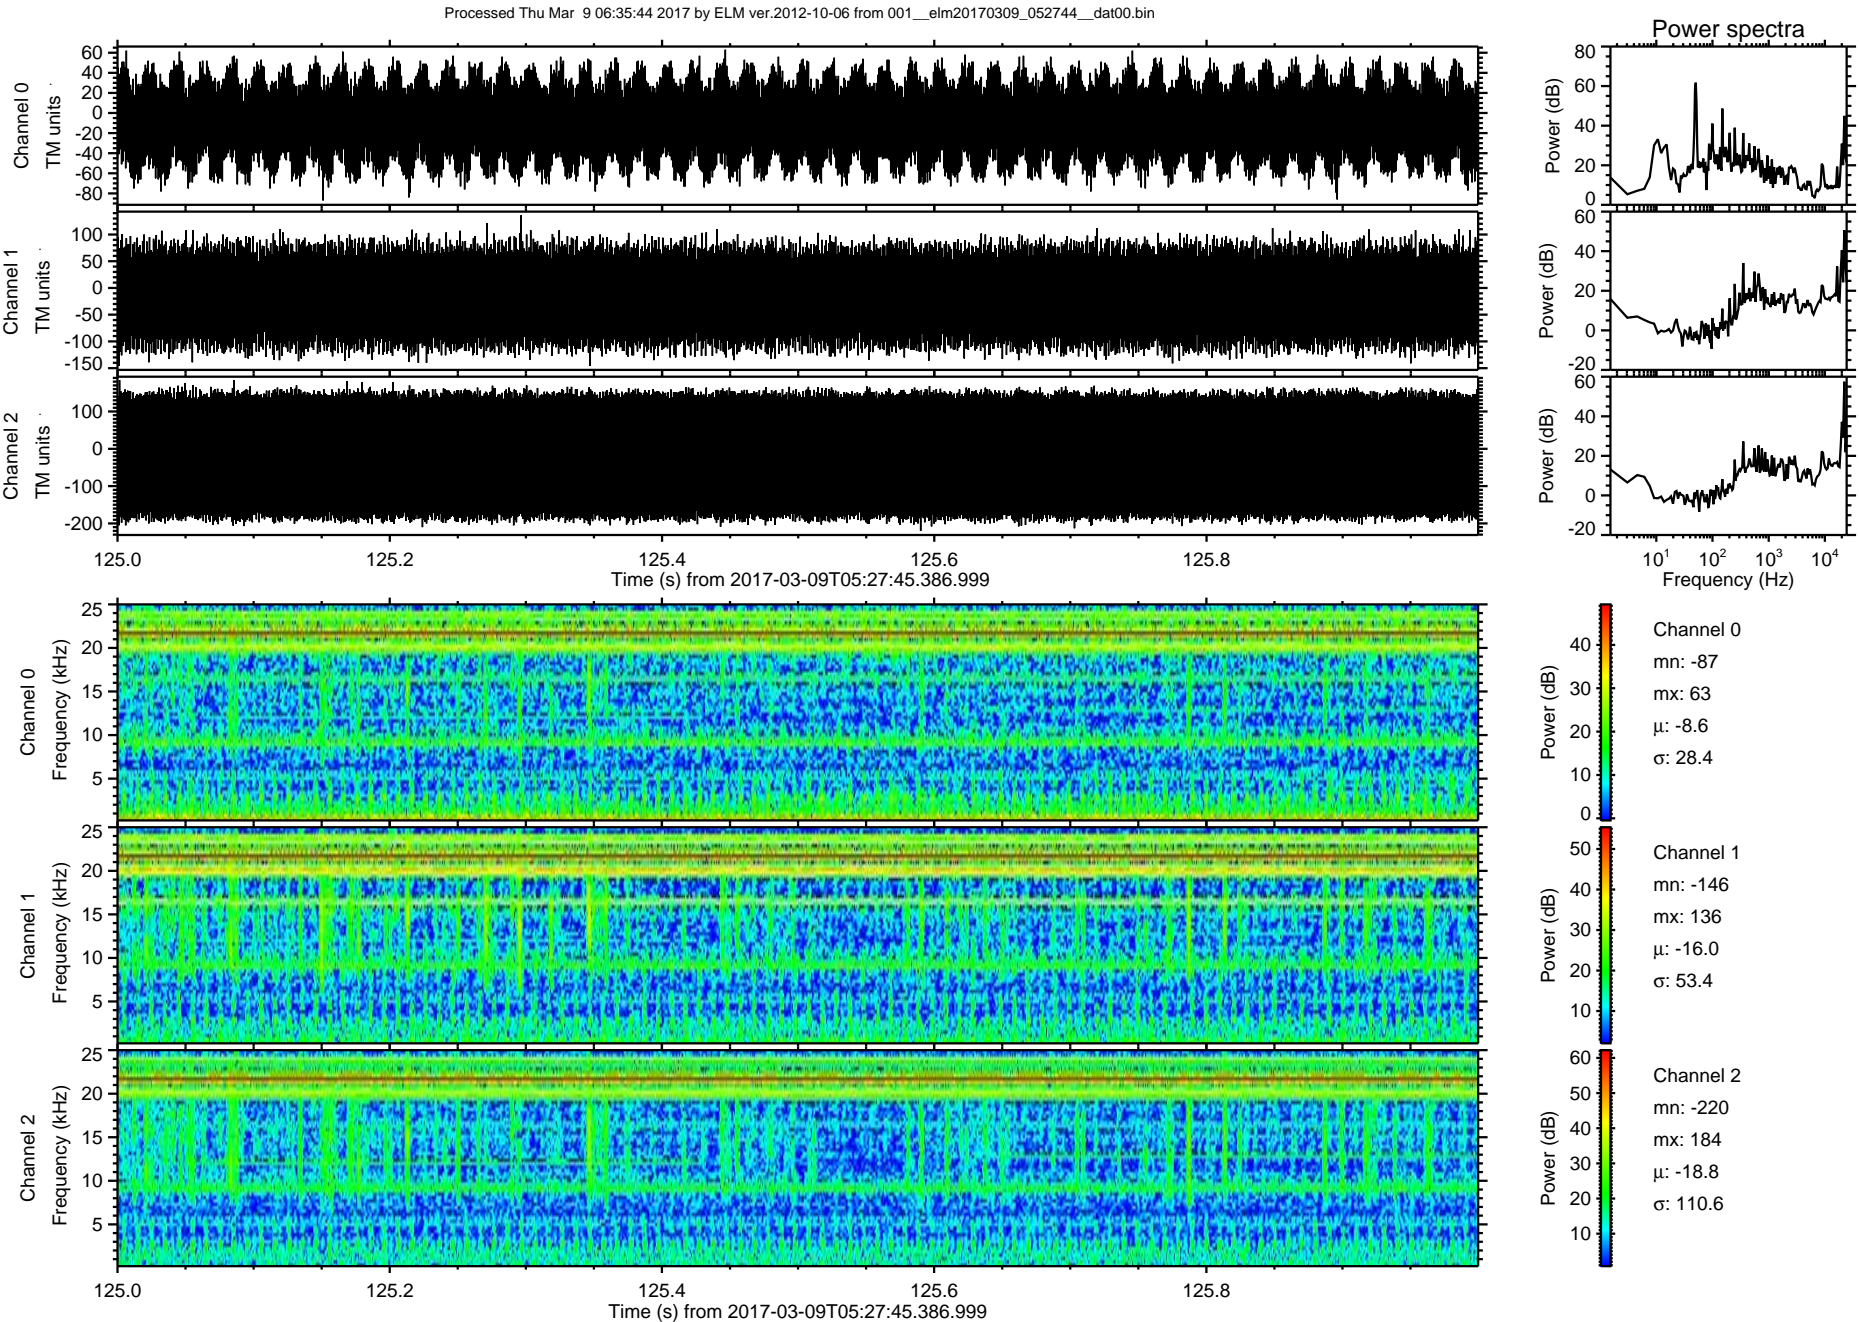 Processed Thu Mar  9 06:35:44 2017 by ELM ver.2012-10-06 from 001__elm20170309_052744__dat00.bin
Power spectra
Channel 0
TM units
60
40
20
0
-20
-40
-60
-80
Power (dB)
80
60
40
20
0
Channel 1
TM units
100
50
0
-50
-100
-150
Power (dB)
60
40
20
0
-20
Channel 2
TM units
100
0
-100
-200
Power (dB)
60
40
20
0
-20
125.0 125.2 125.4 125.6 125.8
Time (s) from 2017-03-09T05:27:45.386.999
10^1 10^2 10^3 10^4
Frequency (Hz)
Channel 0
Frequency (kHz)
25
20
15
10
5
Power (dB)
40
30
20
10
0
Channel 0
mn: -87
mx: 63
μ: -8.6
σ: 28.4
Channel 1
Frequency (kHz)
25
20
15
10
5
Power (dB)
50
40
30
20
10
Channel 1
mn: -146
mx: 136
μ: -16.0
σ: 53.4
Channel 2
Frequency (kHz)
25
20
15
10
5
Power (dB)
60
50
40
30
20
10
Channel 2
mn: -220
mx: 184
μ: -18.8
σ: 110.6
125.0 125.2 125.4 125.6 125.8
Time (s) from 2017-03-09T05:27:45.386.999